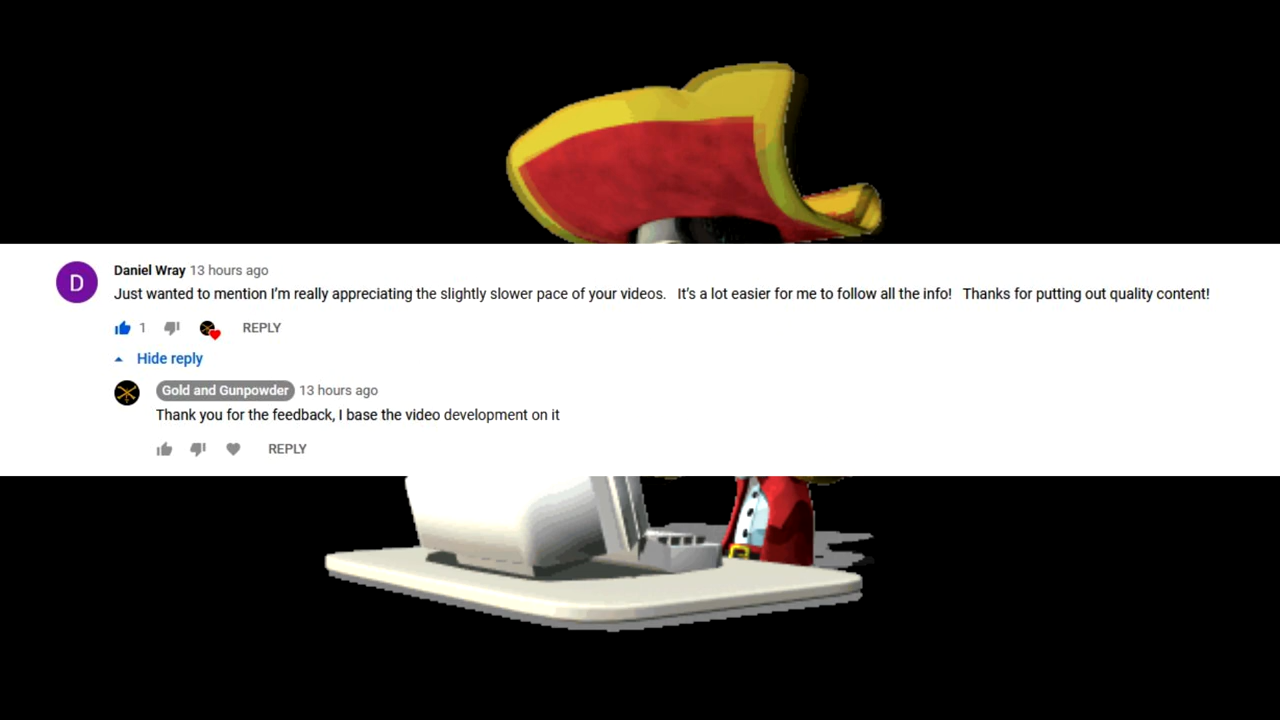 D
Daniel Wray 13 hours ago
Just wanted to mention I’m really appreciating the slightly slower pace of your videos.   It’s a lot easier for me to follow all the info!   Thanks for putting out quality content!
1 REPLY
Hide reply
Gold and Gunpowder 13 hours ago
Thank you for the feedback, I base the video development on it
REPLY